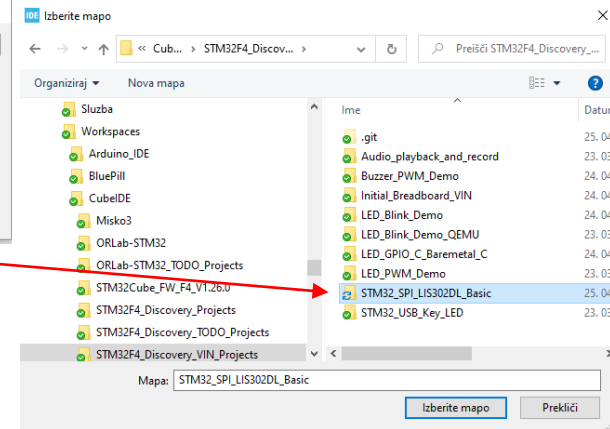 IDE Izberite mapo
« Cub... › STM32F4_Discov... ›
Preišči STM32F4_Discovery_...
Organiziraj
Nova mapa
Sluzba
Workspaces
Arduino_IDE
BluePill
CubeIDE
Misko3
ORLab-STM32
ORLab-STM32_TODO_Projects
STM32Cube_FW_F4_V1.26.0
STM32F4_Discovery_Projects
STM32F4_Discovery_TODO_Projects
STM32F4_Discovery_VIN_Projects
Ime Datur
.git 25. 04
Audio_playback_and_record 23. 03
Buzzer_PWM_Demo 24. 04
Initial_Breadboard_VIN 24. 04
LED_Blink_Demo 24. 04
LED_Blink_Demo_QEMU 23. 03
LED_GPIO_C_Baremetal_C 24. 04
LED_PWM_Demo 23. 03
STM32_SPI_LIS302DL_Basic 25. 04
STM32_USB_Key_LED 23. 03
Mapa: STM32_SPI_LIS302DL_Basic
Izberite mapo Prekliči